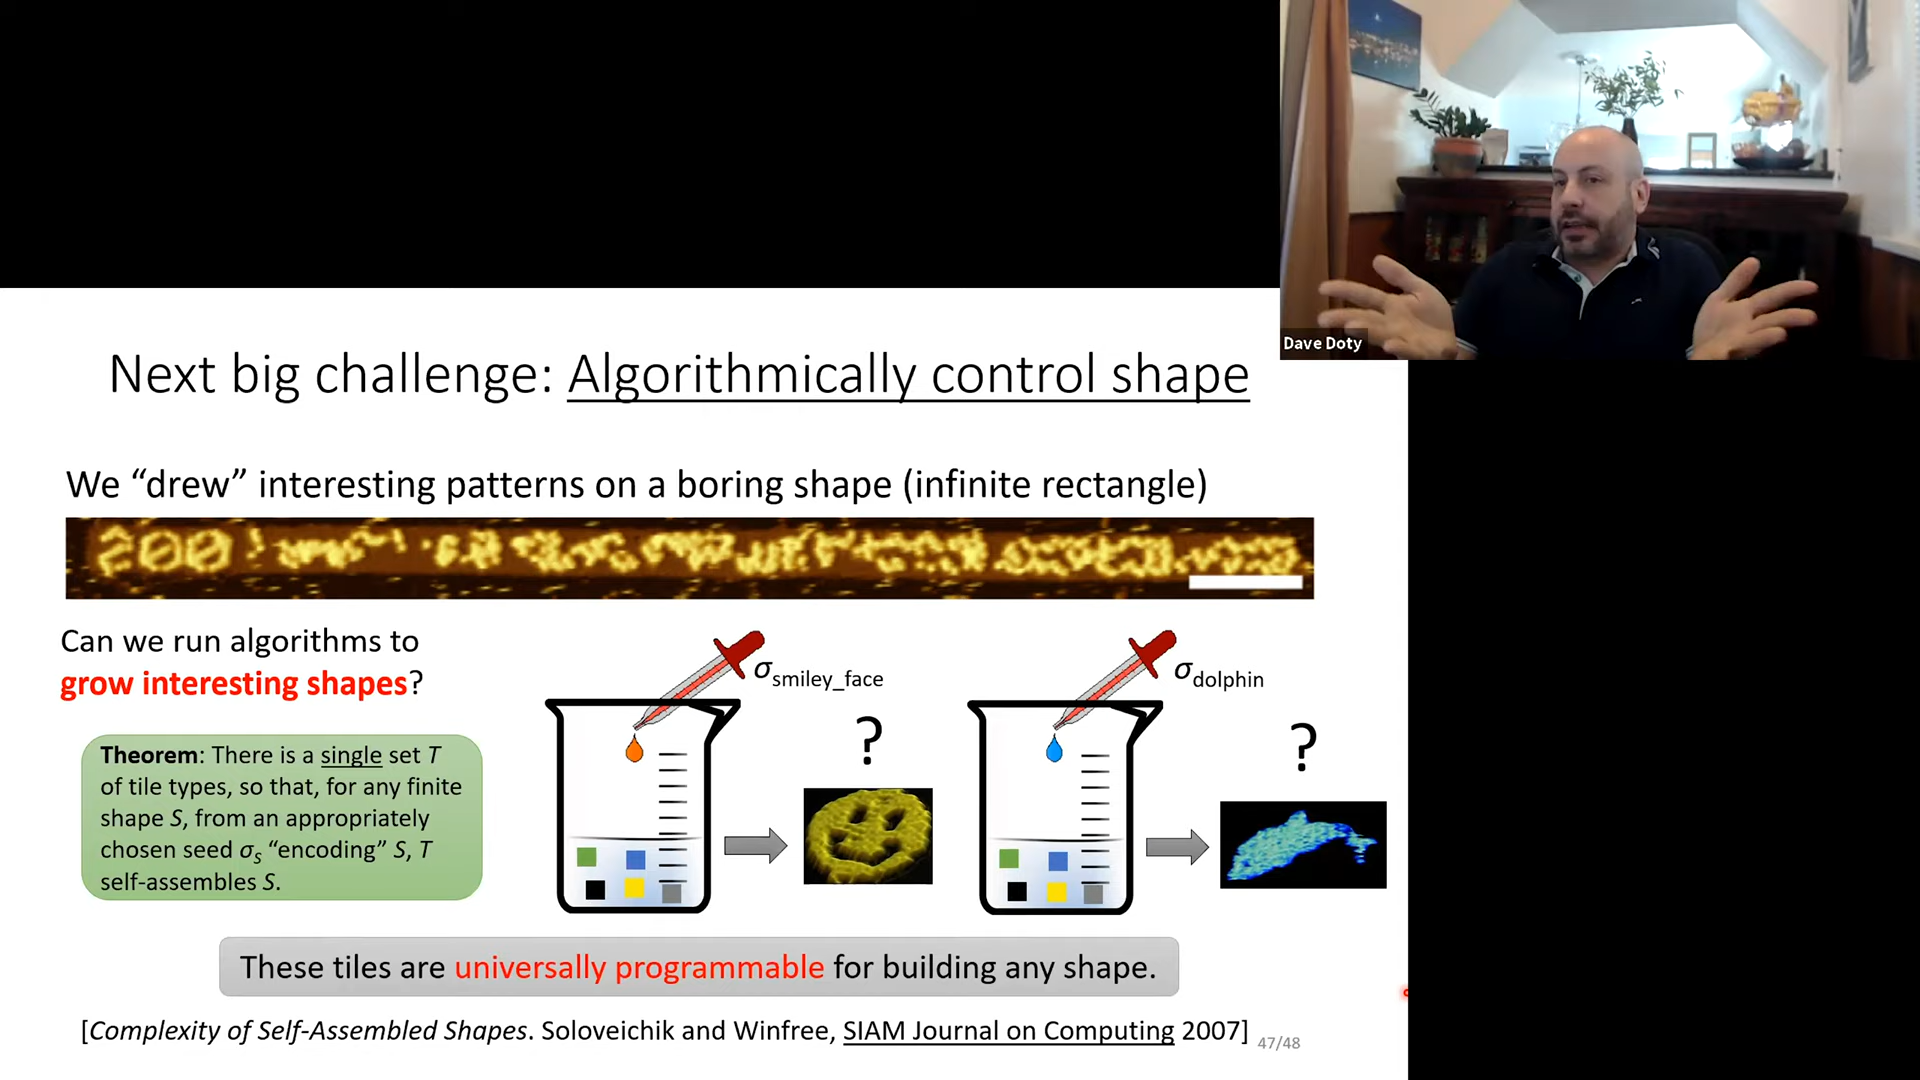 Dave Doty
Next big challenge: Algorithmically control shape
We “drew” interesting patterns on a boring shape (infinite rectangle)
Can we run algorithms to
grow interesting shapes?
σsmiley_face
?
σdolphin
?
Theorem: There is a single set T
of tile types, so that, for any finite
shape S, from an appropriately
chosen seed σS “encoding” S, T
self-assembles S.
These tiles are universally programmable for building any shape.
[Complexity of Self-Assembled Shapes. Soloveichik and Winfree, SIAM Journal on Computing 2007]
47/48